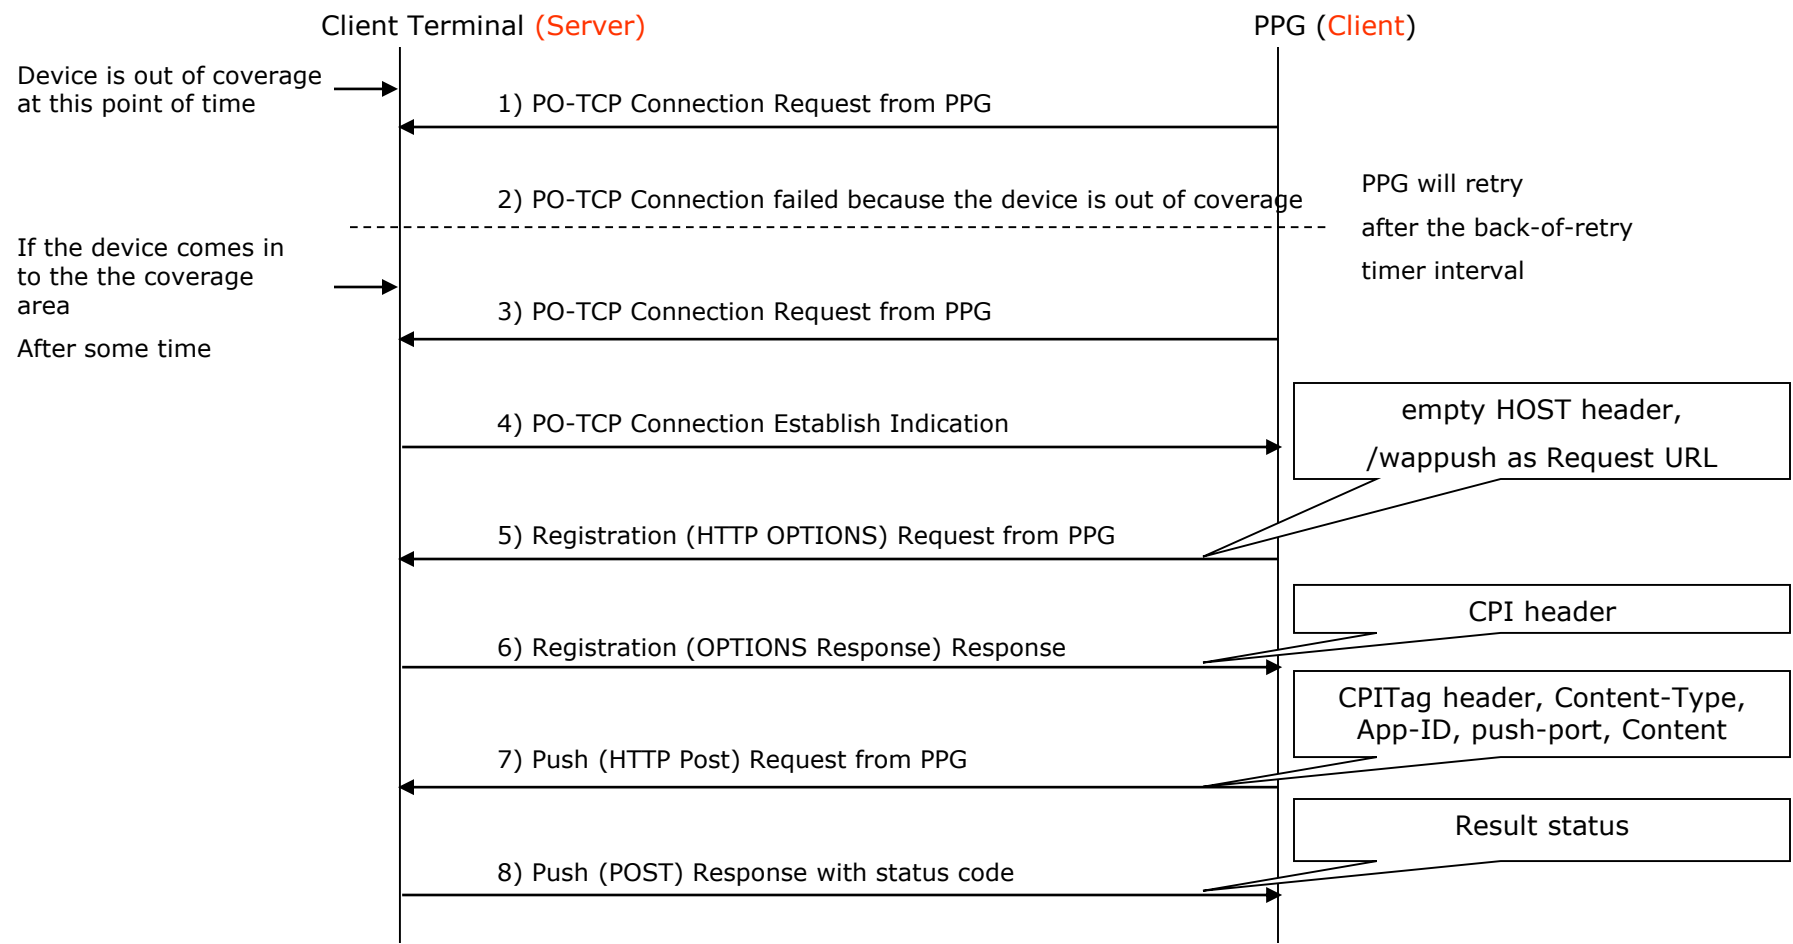 Client Terminal (Server)
PPG (Client)
Device is out of coverage
at this point of time
1) PO-TCP Connection Request from PPG
2) PO-TCP Connection failed because the device is out of coverage
PPG will retry
after the back-of-retry
timer interval
If the device comes in
to the the coverage
area
After some time
3) PO-TCP Connection Request from PPG
4) PO-TCP Connection Establish Indication
empty HOST header,
/wappush as Request URL
5) Registration (HTTP OPTIONS) Request from PPG
CPI header
6) Registration (OPTIONS Response) Response
CPITag header, Content-Type,
App-ID, push-port, Content
7) Push (HTTP Post) Request from PPG
Result status
8) Push (POST) Response with status code